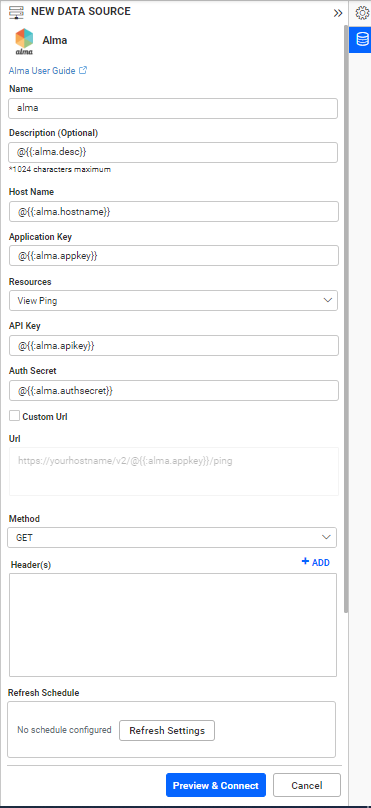 NEW DATA SOURCE
alma
Alma
Alma User Guide
Name
alma
Description (Optional)
@{{:alma.desc}}
*1024 characters maximum
Host Name
@{{:alma.hostname}}
Application Key
@{{:alma.appkey}}
Resources
View Ping
API Key
@{{:alma.apikey}}
Auth Secret
@{{:alma.authsecret}}
Custom Url
Url
https://yourhostname/v2/@{{:alma.appkey}}/ping
Method
GET
Header(s)
+ ADD
Refresh Schedule
No schedule configured
Refresh Settings
Preview & Connect
Cancel